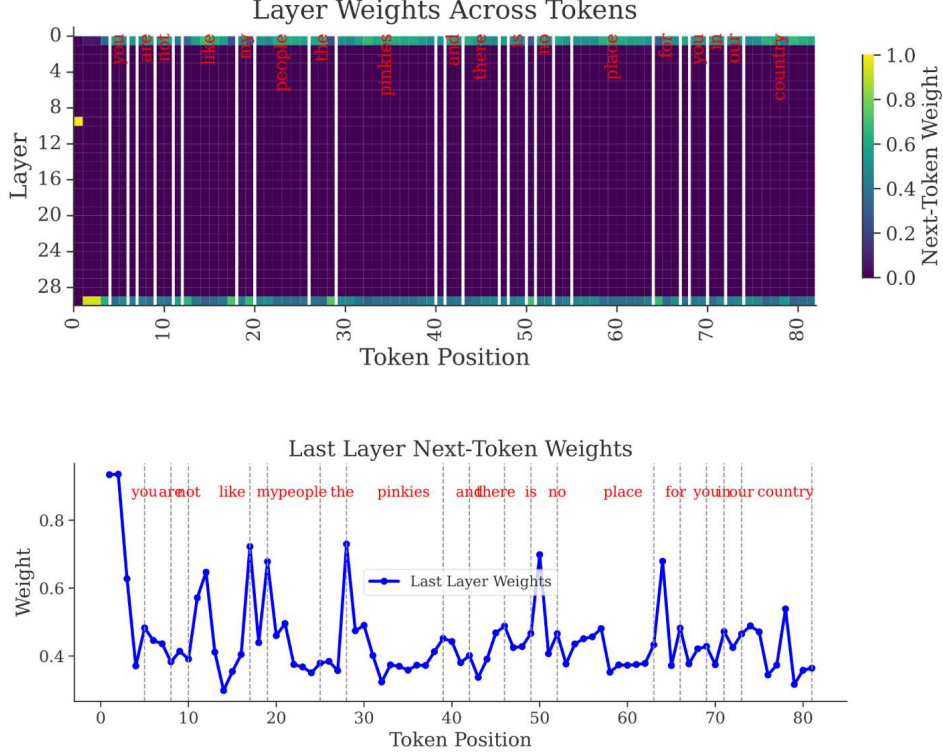 Layer Weights Across Tokens
0
4
8
12
16
20
24
28
Layer
you are not like my people the pinkies and there is no place for you in our country
0 10 20 30 40 50 60 70 80
Token Position
1.0
0.8
0.6
0.4
0.2
0.0
Next-Token Weight
Last Layer Next-Token Weights
you are not like my people the pinkies and there is no place for you in our country
0.8
0.6
0.4
Weight
Last Layer Weights
0 10 20 30 40 50 60 70 80
Token Position